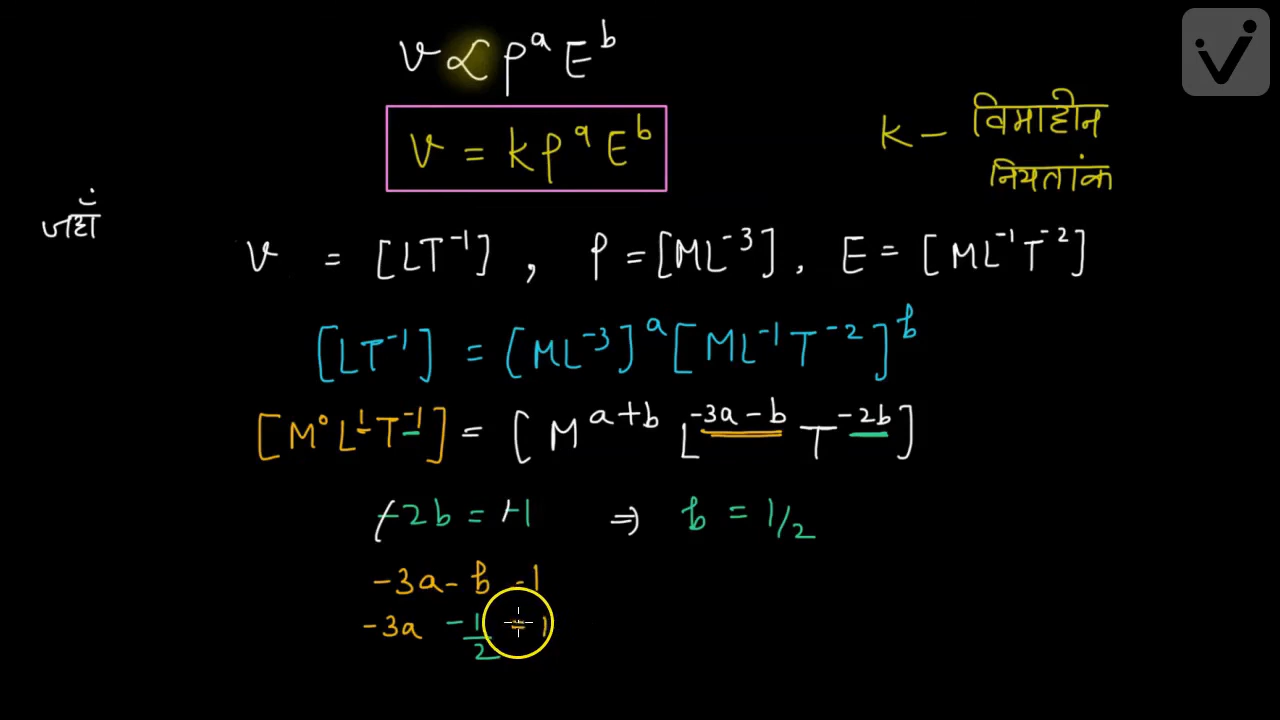 v ∝ ρᵃ Eᵇ
v = kρᵃ Eᵇ
K – विमाहीन
नियतांक
जहाँ
v = [LT⁻¹] , ρ = [ML⁻³], E = [ML⁻¹T⁻²]
[LT⁻¹] = [ML⁻³]ᵃ [ML⁻¹T⁻²]ᵇ
[M⁰L¹T⁻¹] = [Mᵃ⁺ᵇ L⁻³ᵃ⁻ᵇ T⁻²ᵇ]
-2b = -1 ⇒ b = 1/2
-3a - b = 1
-3a - 1/2 = 1